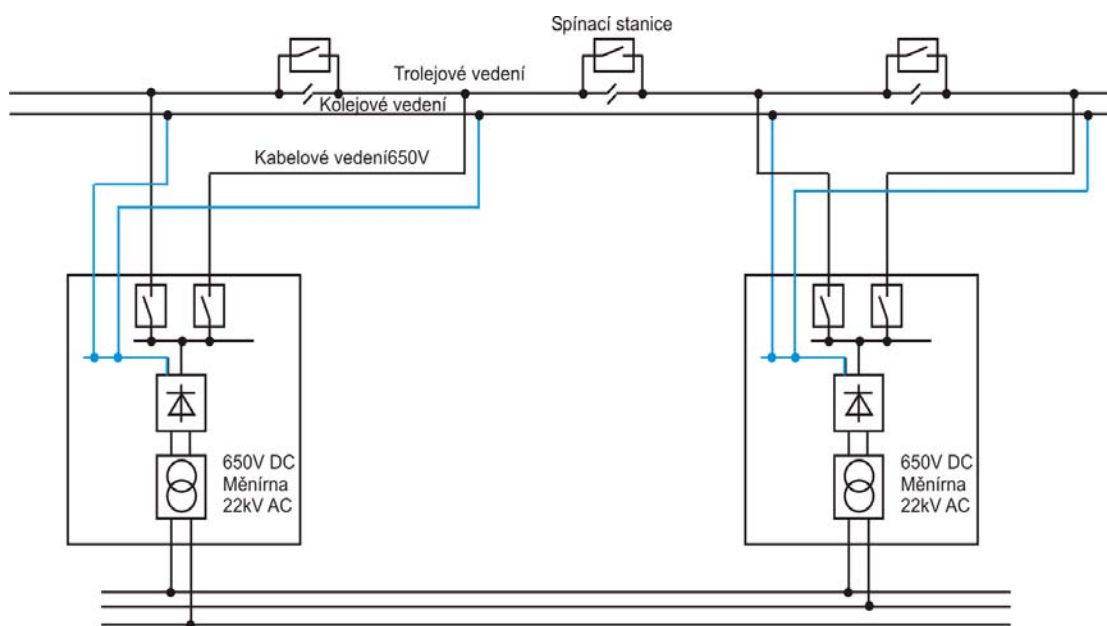 Spínací stanice
Trolejové vedení
Kolejové vedení
Kabelové vedení650V
650V DC
Měnírna
22kV AC
650V DC
Měnírna
22kV AC